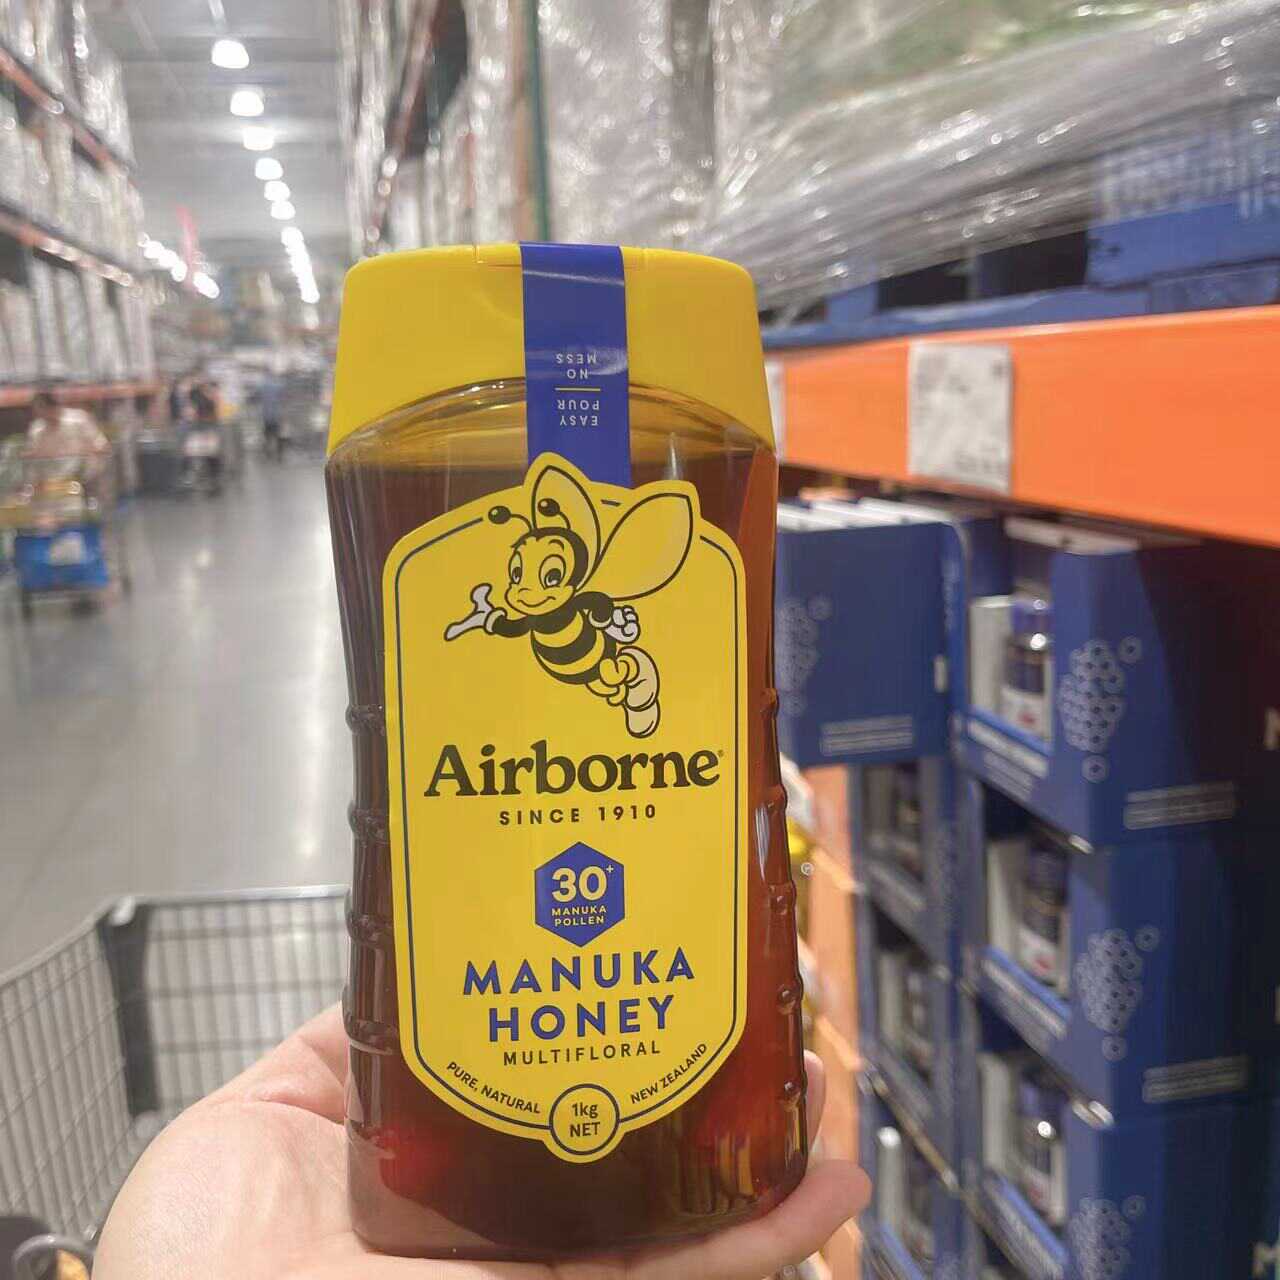 EASY
POUR
NO
MESS
Airborne®
SINCE 1910
30+
MANUKA
POLLEN
MANUKA
HONEY
MULTIFLORAL
PURE, NATURAL
NEW ZEALAND
1kg
NET